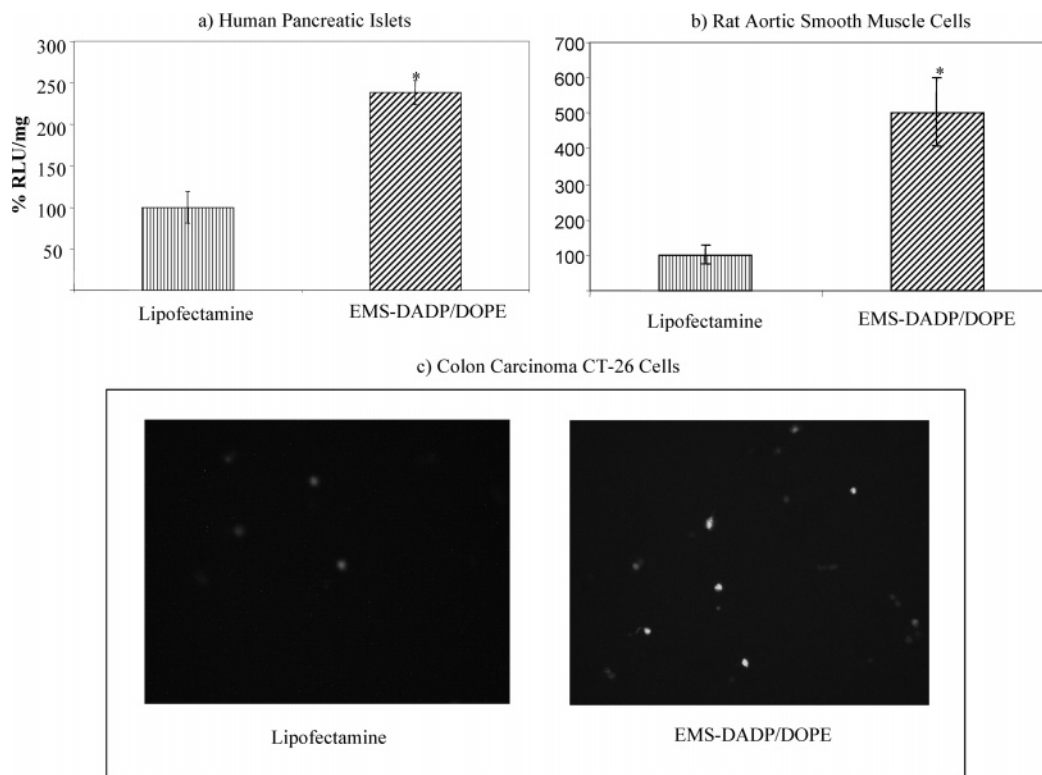 a) Human Pancreatic Islets
% RLU/mg
300
250
200
150
100
50
*
Lipofectamine
EMS-DADP/DOPE
b) Rat Aortic Smooth Muscle Cells
700
600
500
400
300
200
100
*
Lipofectamine
EMS-DADP/DOPE
c) Colon Carcinoma CT-26 Cells
Lipofectamine
EMS-DADP/DOPE